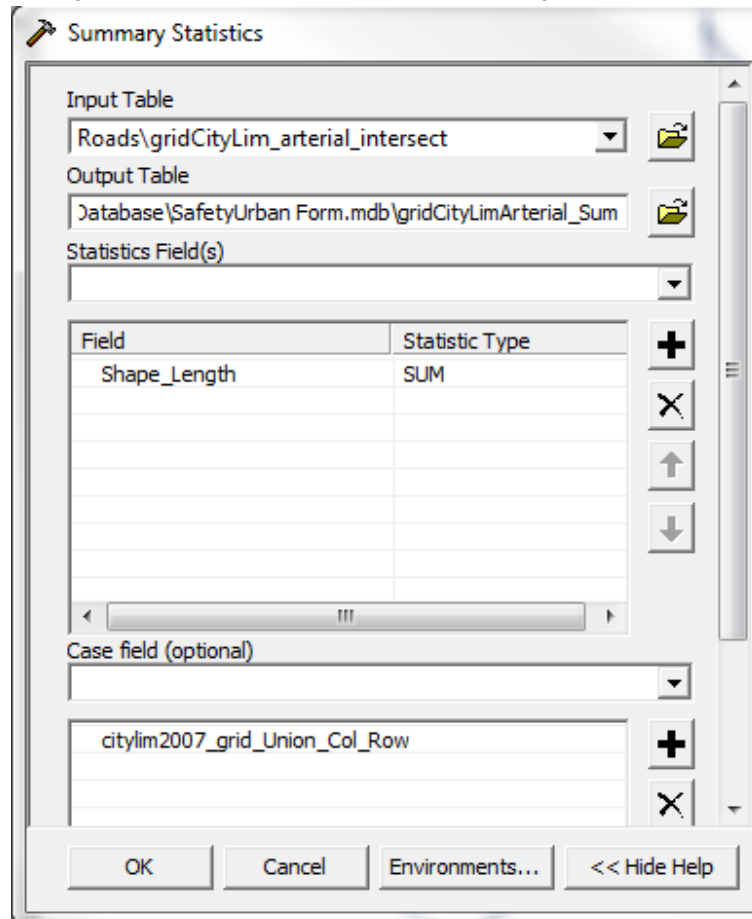 Summary Statistics
Input Table
Roads\gridCityLim_arterial_intersect
Output Table
Database\SafetyUrban Form.mdb\gridCityLimArterial_Sum
Statistics Field(s)
Field Statistic Type
Shape_Length SUM
Case field (optional)
citylim2007_grid_Union_Col_Row
OK Cancel Environments... << Hide Help